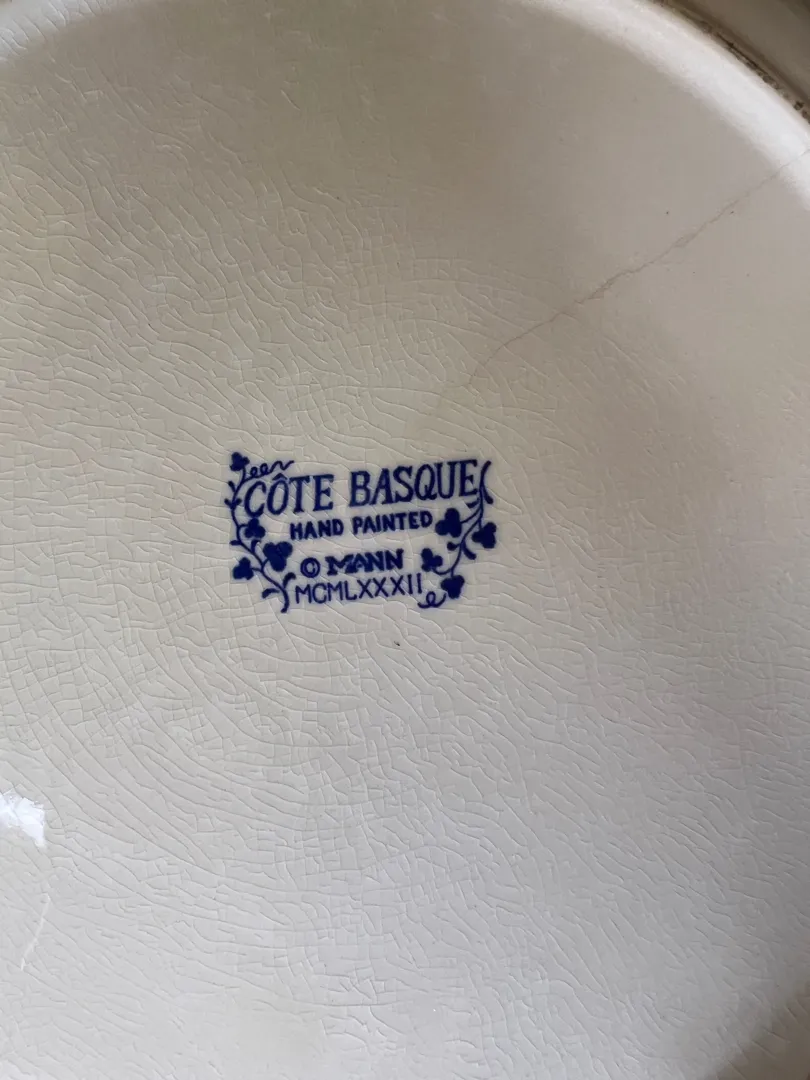 CÔTE BASQUE
HAND PAINTED
© MANN
MCMLXXXII